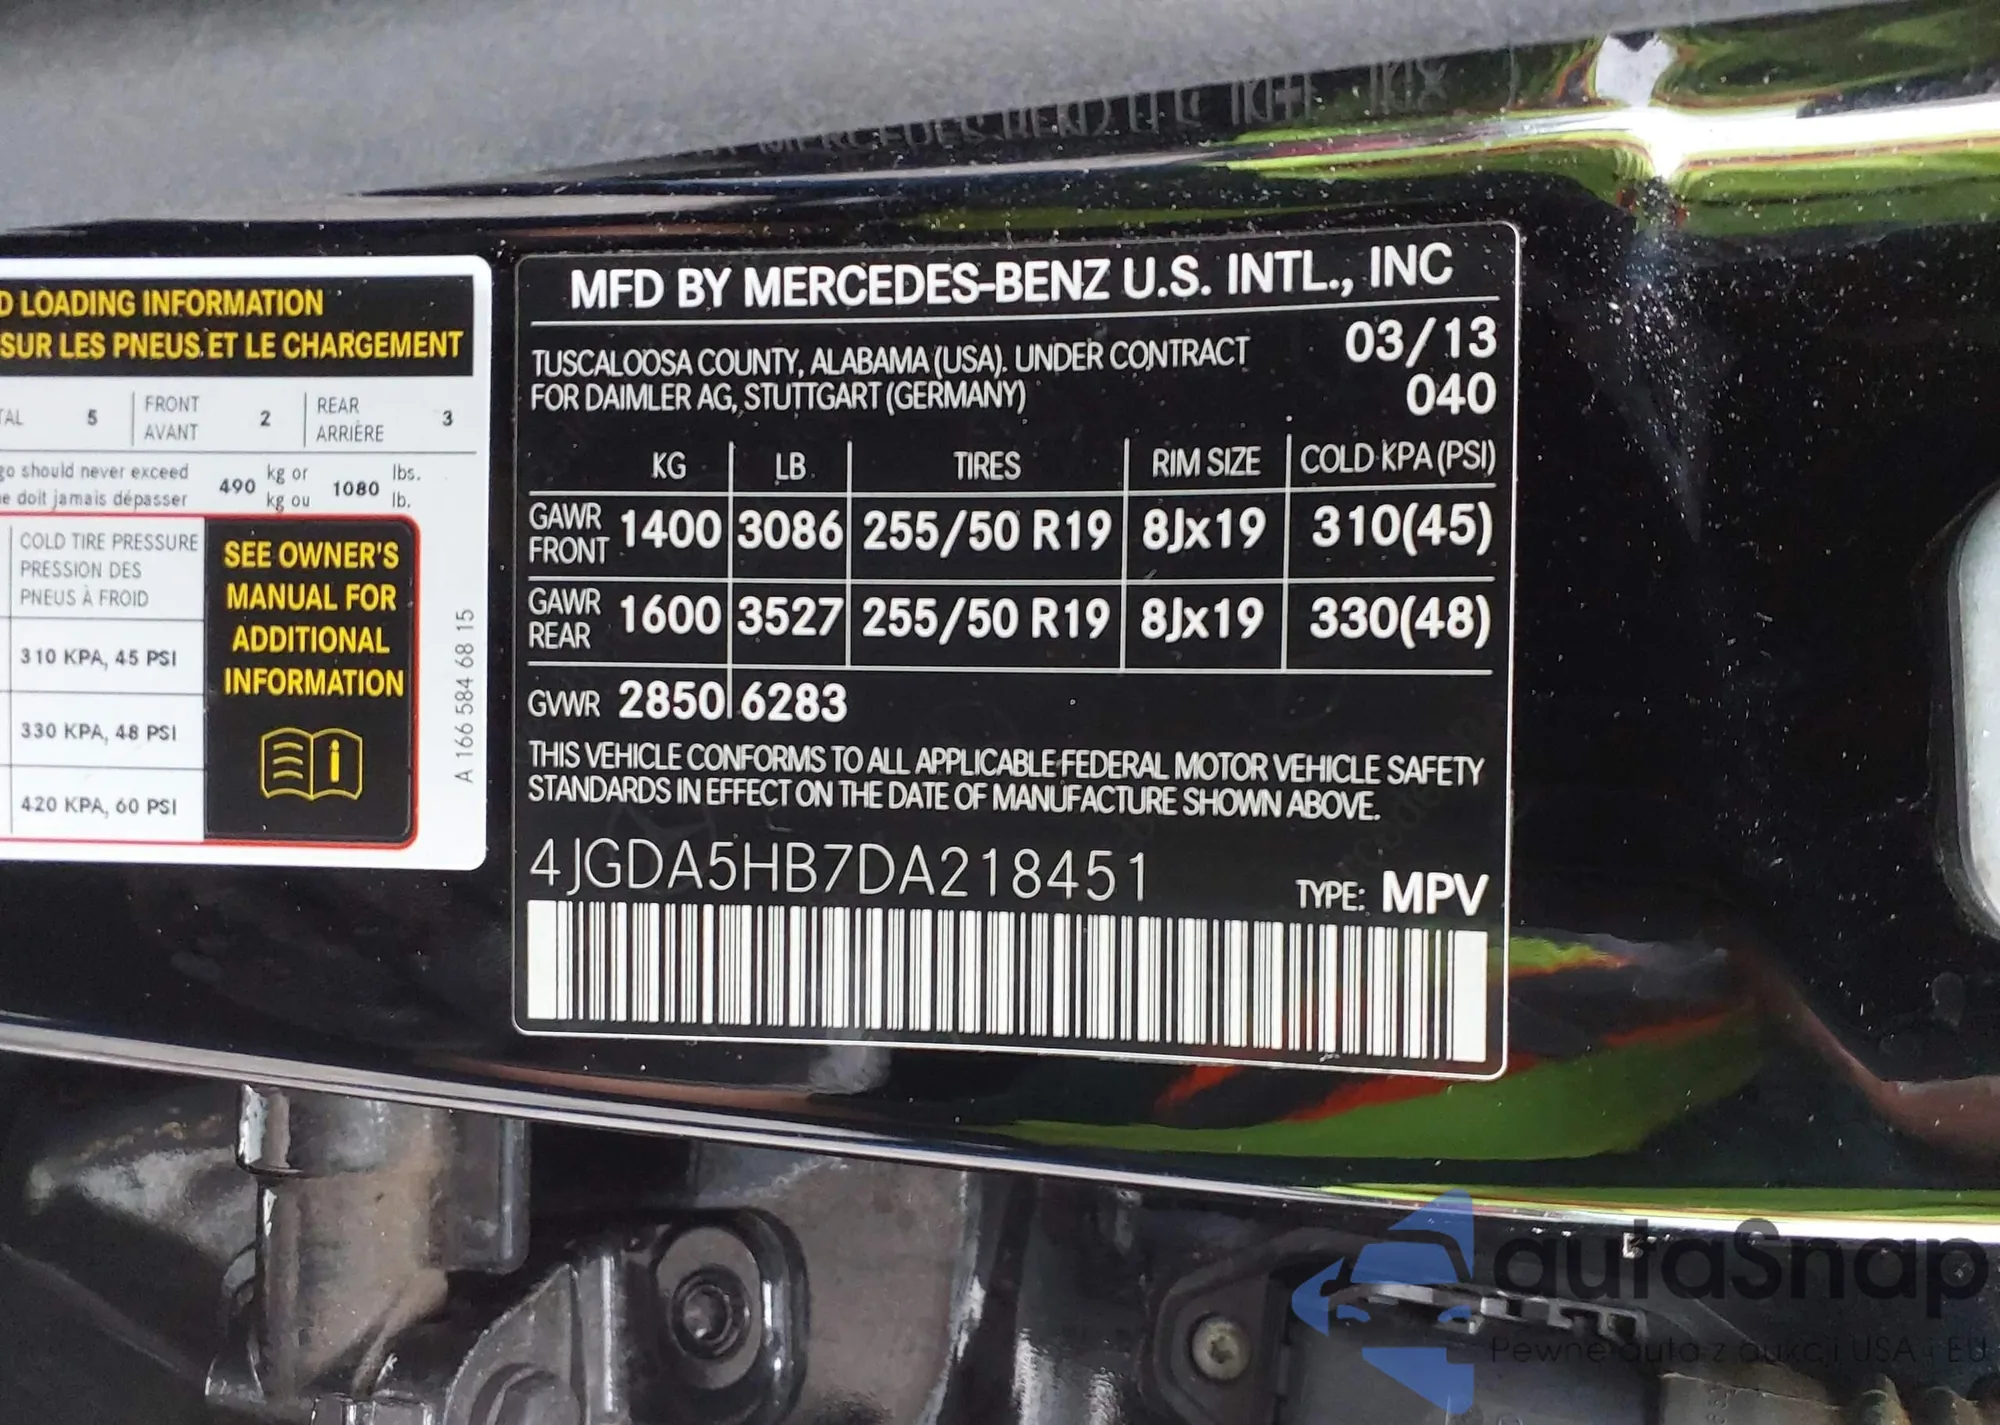 D LOADING INFORMATION
SUR LES PNEUS ET LE CHARGEMENT
TAL 5 FRONT AVANT 2 REAR ARRIÈRE 3
go should never exceed
e doit jamais dépasser
490 kg or kg ou 1080 lbs. lb.
COLD TIRE PRESSURE
PRESSION DES
PNEUS À FROID
310 KPA, 45 PSI
330 KPA, 48 PSI
420 KPA, 60 PSI
SEE OWNER'S
MANUAL FOR
ADDITIONAL
INFORMATION
A 166 584 68 15
MFD BY MERCEDES-BENZ U.S. INTL., INC
TUSCALOOSA COUNTY, ALABAMA (USA). UNDER CONTRACT
FOR DAIMLER AG, STUTTGART (GERMANY)
03/13
040
KG LB TIRES RIM SIZE COLD KPA (PSI)
GAWR FRONT 1400 3086 255/50 R19 8Jx19 310(45)
GAWR REAR 1600 3527 255/50 R19 8Jx19 330(48)
GVWR 2850 6283
THIS VEHICLE CONFORMS TO ALL APPLICABLE FEDERAL MOTOR VEHICLE SAFETY
STANDARDS IN EFFECT ON THE DATE OF MANUFACTURE SHOWN ABOVE.
4JGDA5HB7DA218451
TYPE: MPV
autaSnap
Pewne auta z aukcji USA i EU